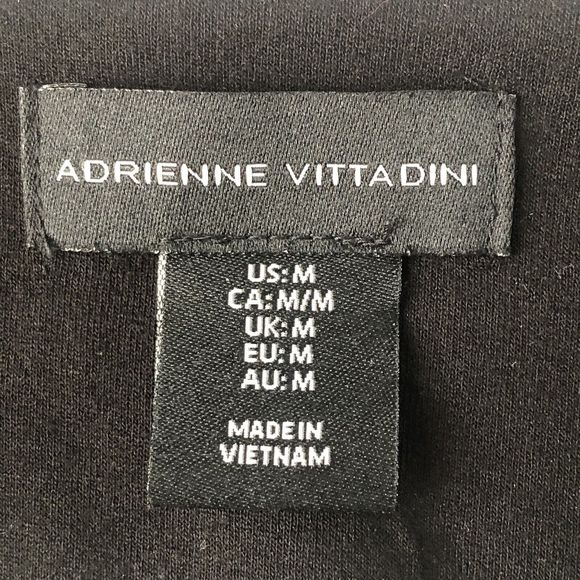 ADRIENNE VITTADINI
US: M
CA: M/M
UK: M
EU: M
AU: M
MADE IN
VIETNAM